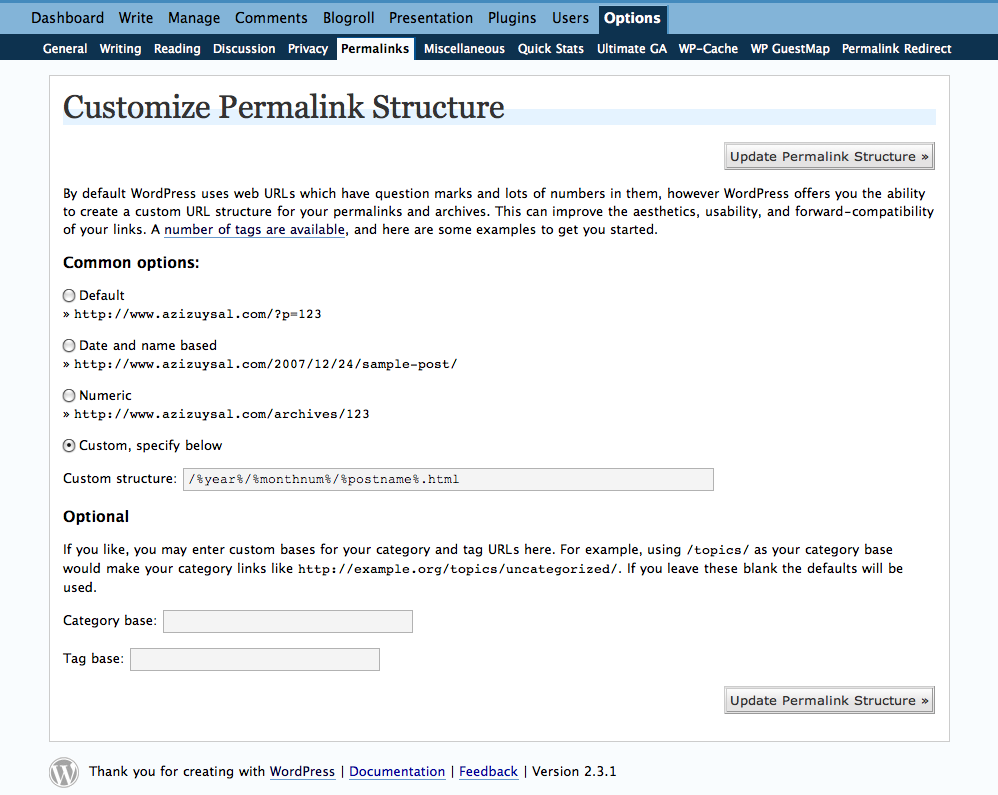 Dashboard Write Manage Comments Blogroll Presentation Plugins Users Options
General Writing Reading Discussion Privacy Permalinks Miscellaneous Quick Stats Ultimate GA WP-Cache WP GuestMap Permalink Redirect
Customize Permalink Structure
Update Permalink Structure »
By default WordPress uses web URLs which have question marks and lots of numbers in them, however WordPress offers you the ability
to create a custom URL structure for your permalinks and archives. This can improve the aesthetics, usability, and forward-compatibility
of your links. A number of tags are available, and here are some examples to get you started.
Common options:
Default
» http://www.azizuysal.com/?p=123
Date and name based
» http://www.azizuysal.com/2007/12/24/sample-post/
Numeric
» http://www.azizuysal.com/archives/123
Custom, specify below
Custom structure: /%year%/%monthnum%/%postname%.html
Optional
If you like, you may enter custom bases for your category and tag URLs here. For example, using /topics/ as your category base
would make your category links like http://example.org/topics/uncategorized/. If you leave these blank the defaults will be
used.
Category base:
Tag base:
Update Permalink Structure »
Thank you for creating with WordPress | Documentation | Feedback | Version 2.3.1